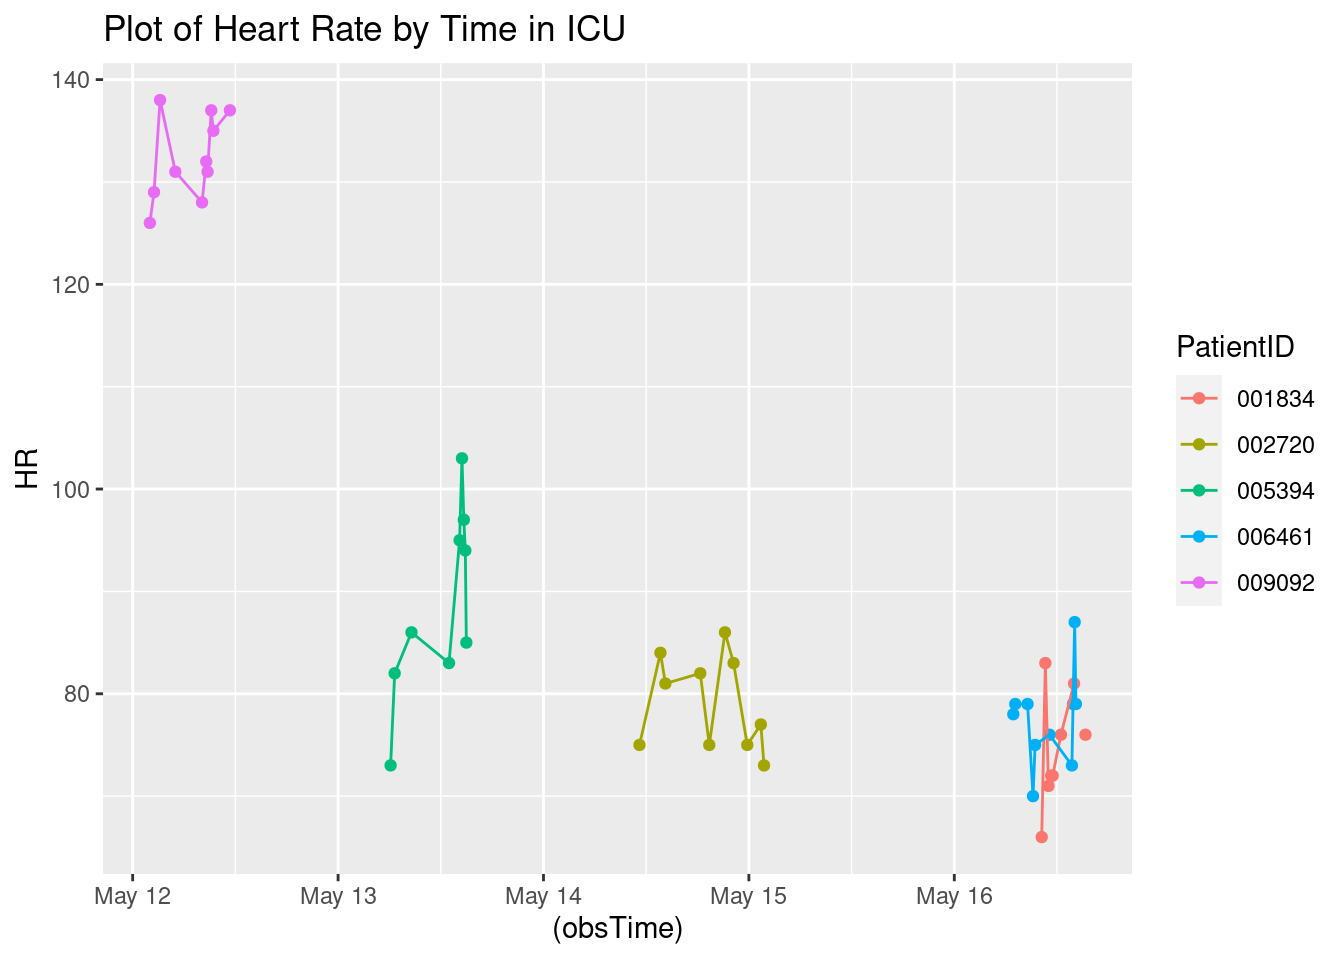 Plot of Heart Rate by Time in ICU
140
120
100
80
HR
May 12 May 13 May 14 May 15 May 16
(obsTime)
PatientID
001834
002720
005394
006461
009092